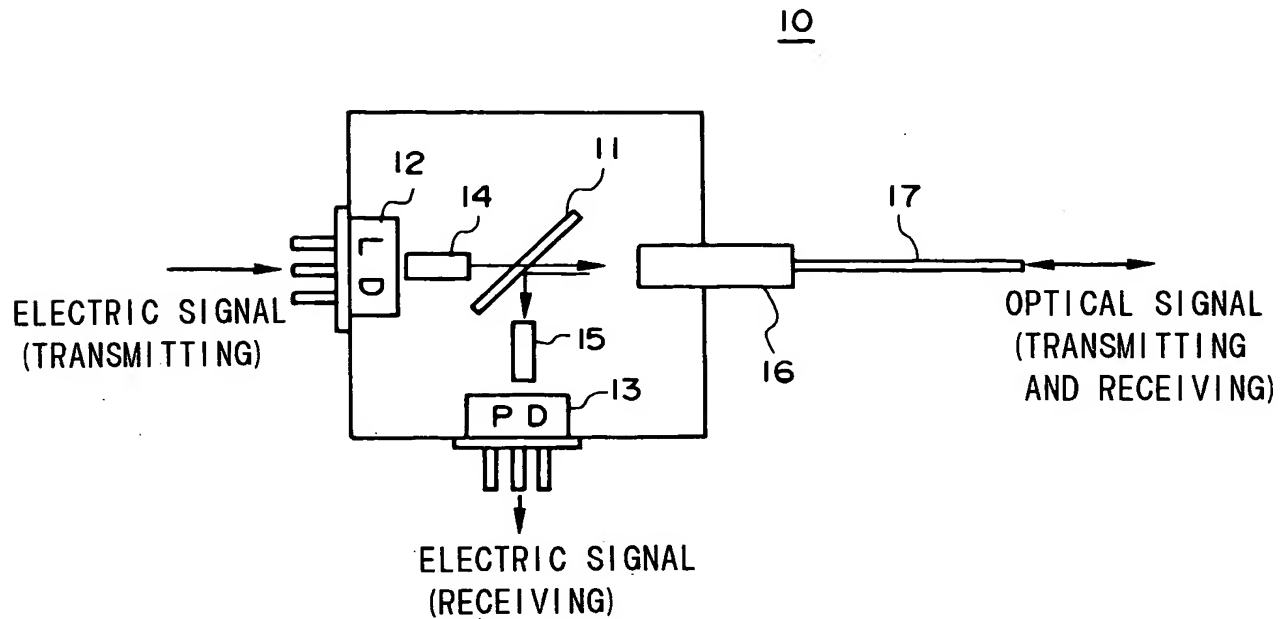 10
11
12
14
17
L D
ELECTRIC SIGNAL
(TRANSMITTING)
15
16
OPTICAL SIGNAL
(TRANSMITTING
AND RECEIVING)
13
P D
ELECTRIC SIGNAL
(RECEIVING)